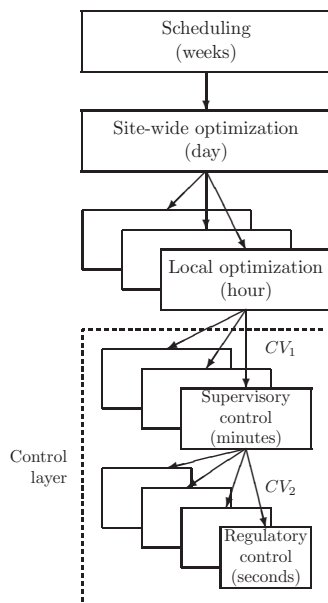 Scheduling
(weeks)
Site-wide optimization
(day)
Local optimization
(hour)
CV1
Supervisory
control
(minutes)
Control
layer
CV2
Regulatory
control
(seconds)